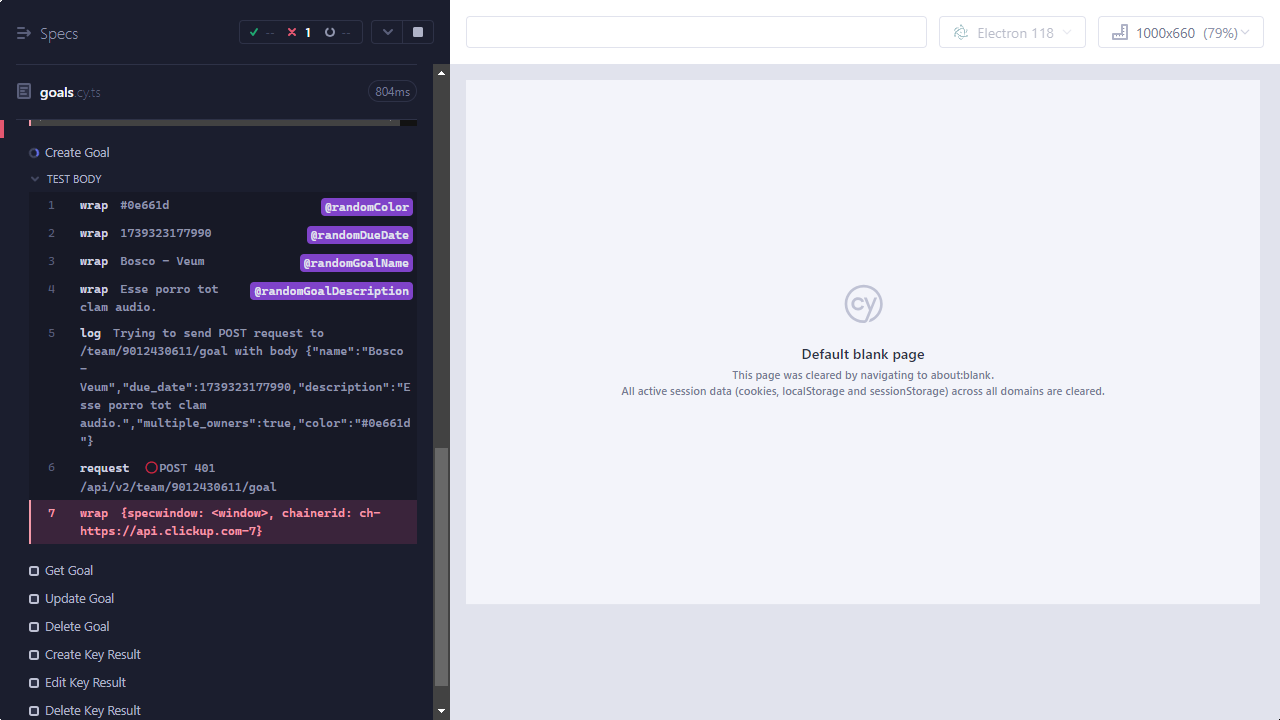 Specs
-- 1 --
Electron 118
1000x660 (79%)
goals.cy.ts
804ms
Create Goal
TEST BODY
1 wrap #0e661d @randomColor
2 wrap 1739323177990 @randomDueDate
3 wrap Bosco - Veum @randomGoalName
4 wrap Esse porro tot @randomGoalDescription
clam audio.
5 log Trying to send POST request to
/team/9012430611/goal with body {"name":"Bosco
-
Veum","due_date":1739323177990,"description":"E
sse porro tot clam
audio.","multiple_owners":true,"color":"#0e661d
"}
6 request POST 401
/api/v2/team/9012430611/goal
7 wrap {specwindow: <window>, chainerid: ch-
https://api.clickup.com-7}
Get Goal
Update Goal
Delete Goal
Create Key Result
Edit Key Result
Delete Key Result
cy
Default blank page
This page was cleared by navigating to about:blank.
All active session data (cookies, localStorage and sessionStorage) across all domains are cleared.